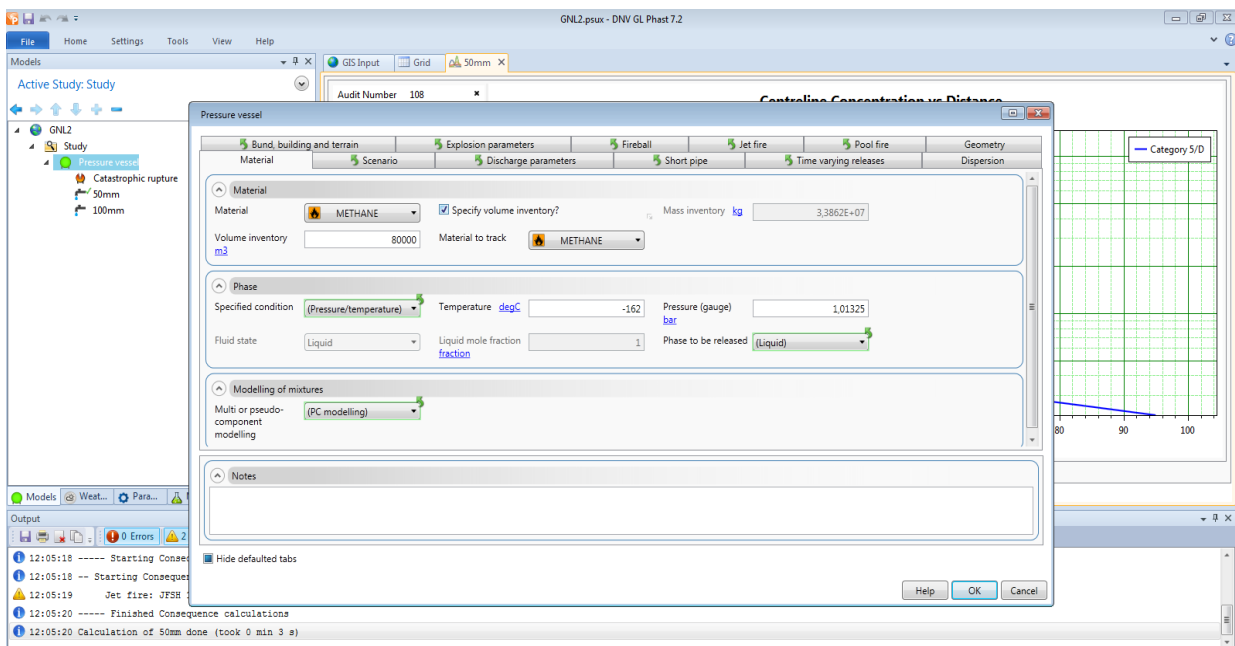 GNL2.psux - DNV GL Phast 7.2
File Home Settings Tools View Help
Models
GIS Input Grid 50mm
Active Study: Study
Audit Number 108
Centreline Concentration vs Distance
GNL2
Study
Pressure vessel
Catastrophic rupture
50mm
100mm
Category 5/D
80 90 100
Pressure vessel
Bund, building and terrain Explosion parameters Fireball Jet fire Pool fire Geometry
Material Scenario Discharge parameters Short pipe Time varying releases Dispersion
Material
Material METHANE Specify volume inventory? Mass inventory kg 3,3862E+07
Volume inventory m3 80000 Material to track METHANE
Phase
Specified condition (Pressure/temperature) Temperature degC -162 Pressure (gauge) bar 1,01325
Fluid state Liquid Liquid mole fraction fraction 1 Phase to be released (Liquid)
Modelling of mixtures
Multi or pseudo-
component
modelling
(PC modelling)
Notes
Hide defaulted tabs
Help OK Cancel
Models Weat... Para...
Output
0 Errors 2
12:05:18 ----- Starting
12:05:18 -- Starting
12:05:19 Jet fire: JFSH
12:05:20 ----- Finished Consequence calculations
12:05:20 Calculation of 50mm done (took 0 min 3 s)